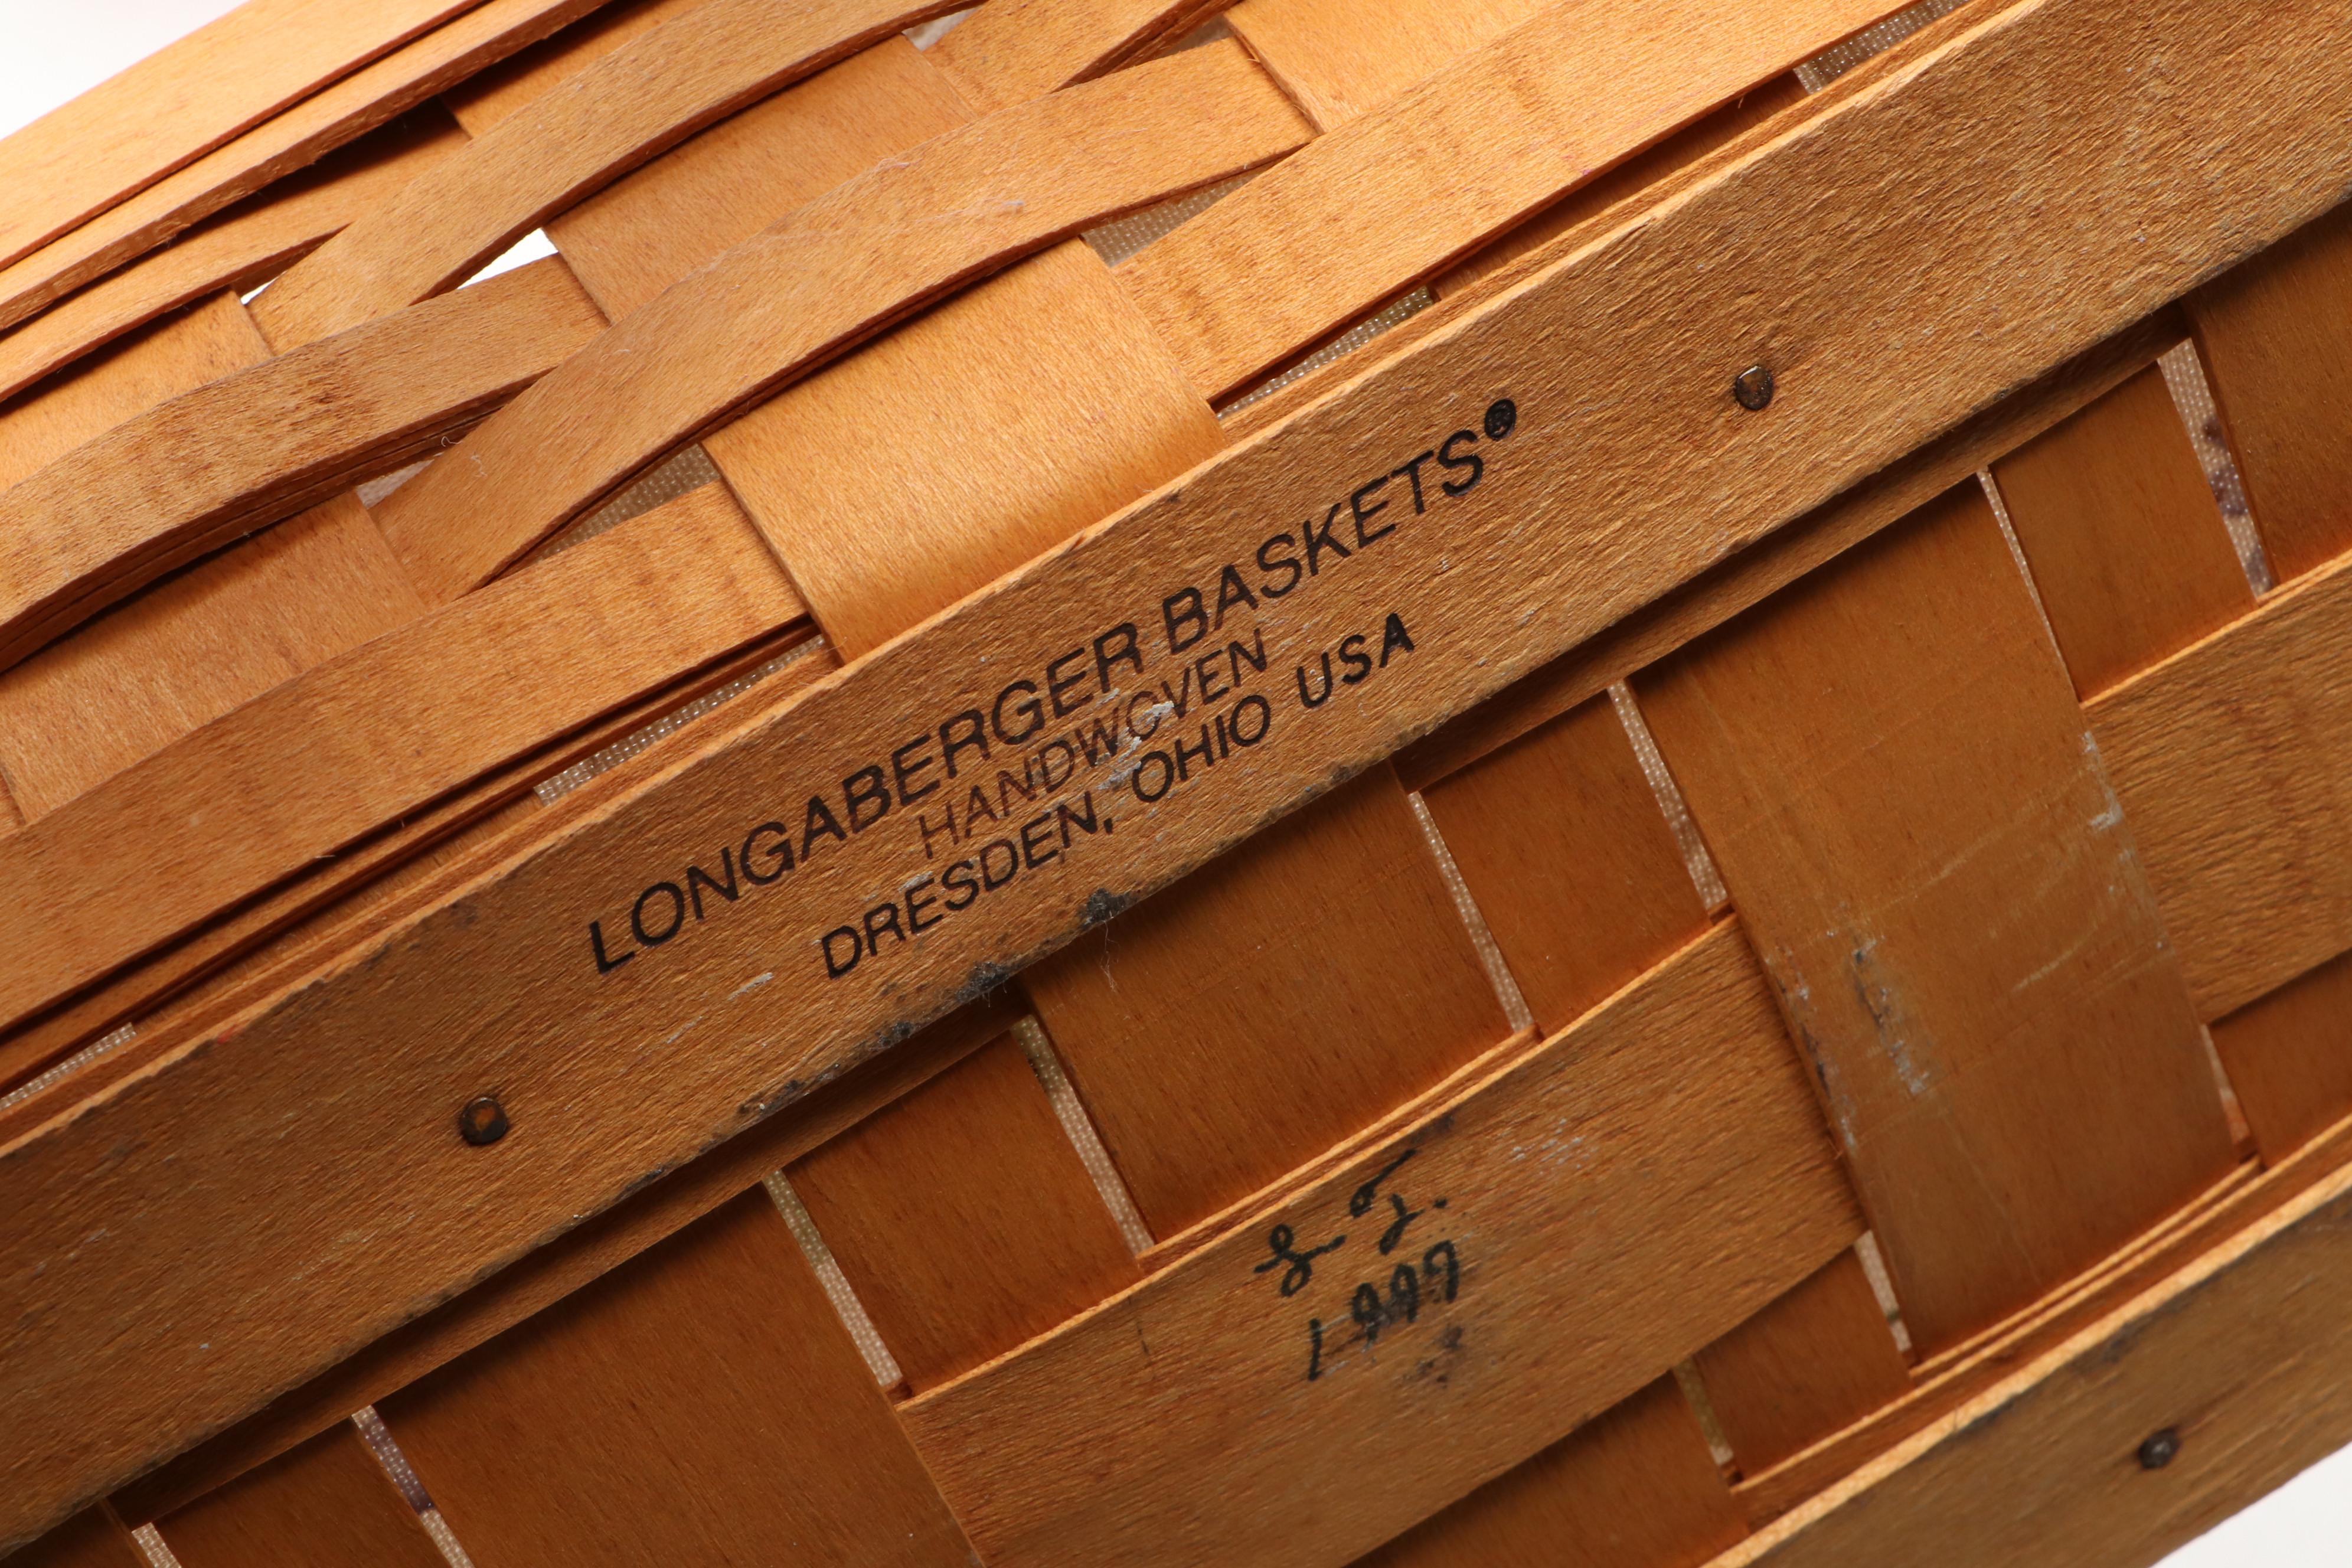 LONGABERGER BASKETS®
HANDWOVEN
DRESDEN, OHIO USA
1999